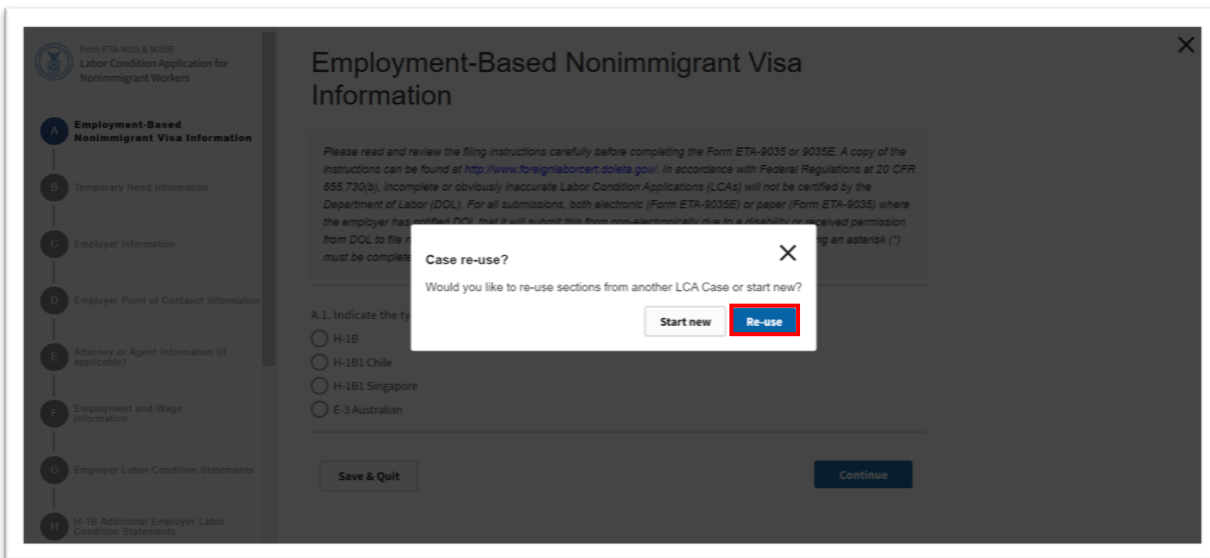 Form ETA-9035 & 9035E
Labor Condition Application for
Nonimmigrant Workers
A
Employment-Based
Nonimmigrant Visa Information
B
Temporary Need Information
C
Employer Information
D
Employer Point of Contanct Information
E
Attorney or Agent Information (if
applicable)
F
Employment and Wage
Information
G
Employer Labor Condition Statements
H
H-1B Additional Employer Labor
Condition Statements
Employment-Based Nonimmigrant Visa
Information
Please read and review the filing instructions carefully before completing the Form ETA-9035 or 9035E. A copy of the
instructions can be found at http://www.foreignlaborcert.doleta.gov/. In accordance with Federal Regulations at 20 CFR
655.730(b), incomplete or obviously inaccurate Labor Condition Applications (LCAs) will not be certified by the
Department of Labor (DOL). For all submissions, both electronic (Form ETA-9035E) or paper (Form ETA-9035) where
the employer has notified DOL that it will submit this form non-electronically due to a disability or received permission
from DOL to file an asterisk (*)
must be complete
A.1. Indicate the ty
H-1B
H-1B1 Chile
H-1B1 Singapore
E-3 Australian
Save & Quit
Continue
Case re-use?
Would you like to re-use sections from another LCA Case or start new?
Start new
Re-use